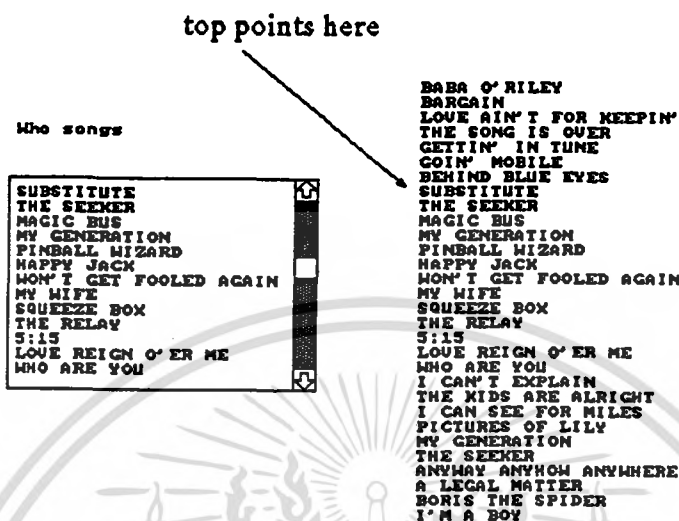 top points here
Who songs
SUBSTITUTE
THE SEEKER
MAGIC BUS
MY GENERATION
PINBALL WIZARD
HAPPY JACK
WON'T GET FOOLED AGAIN
MY WIFE
SQUEEZE BOX
THE RELAY
5:15
LOVE REIGN O'ER ME
WHO ARE YOU
BABA O'RILEY
BARGAIN
LOVE AIN'T FOR KEEPIN'
THE SONG IS OVER
GETTIN' IN TUNE
GOIN' MOBILE
BEHIND BLUE EYES
SUBSTITUTE
THE SEEKER
MAGIC BUS
MY GENERATION
PINBALL WIZARD
HAPPY JACK
WON'T GET FOOLED AGAIN
MY WIFE
SQUEEZE BOX
THE RELAY
5:15
LOVE REIGN O'ER ME
WHO ARE YOU
I CAN'T EXPLAIN
THE KIDS ARE ALRIGHT
I CAN SEE FOR MILES
PICTURES OF LILY
MY GENERATION
THE SEEKER
ANYWAY ANYHOW ANYWHERE
A LEGAL MATTER
BORIS THE SPIDER
I'M A BOY